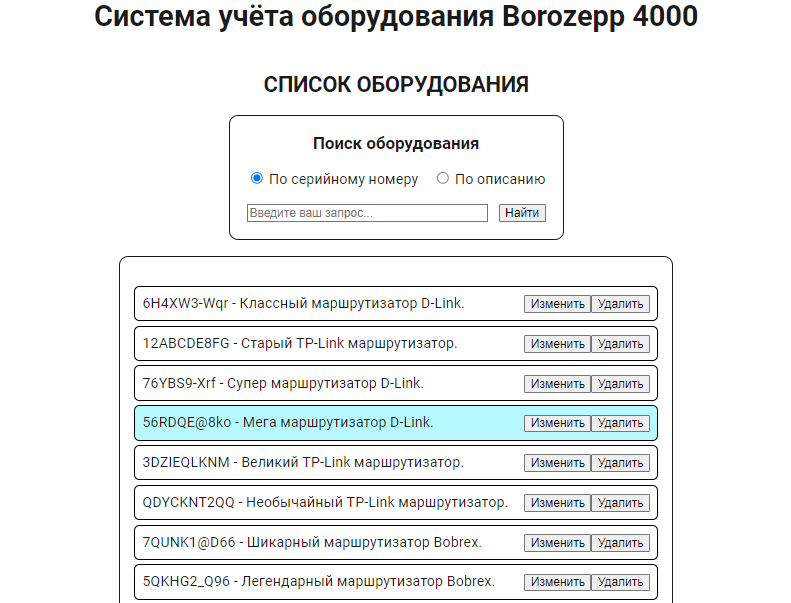 Система учёта оборудования Borozepp 4000
СПИСОК ОБОРУДОВАНИЯ
Поиск оборудования
По серийному номеру По описанию
Введите ваш запрос... Найти
6H4XW3-Wqr - Классный маршрутизатор D-Link. Изменить Удалить
12ABCDE8FG - Старый TP-Link маршрутизатор. Изменить Удалить
76YBS9-Xrf - Супер маршрутизатор D-Link. Изменить Удалить
56RDQE@8ko - Мега маршрутизатор D-Link. Изменить Удалить
3DZIEQLKNM - Великий TP-Link маршрутизатор. Изменить Удалить
QDYCKNT2QQ - Необычайный TP-Link маршрутизатор. Изменить Удалить
7QUNK1@D66 - Шикарный маршрутизатор Bobrex. Изменить Удалить
5QKHG2_Q96 - Легендарный маршрутизатор Bobrex. Изменить Удалить